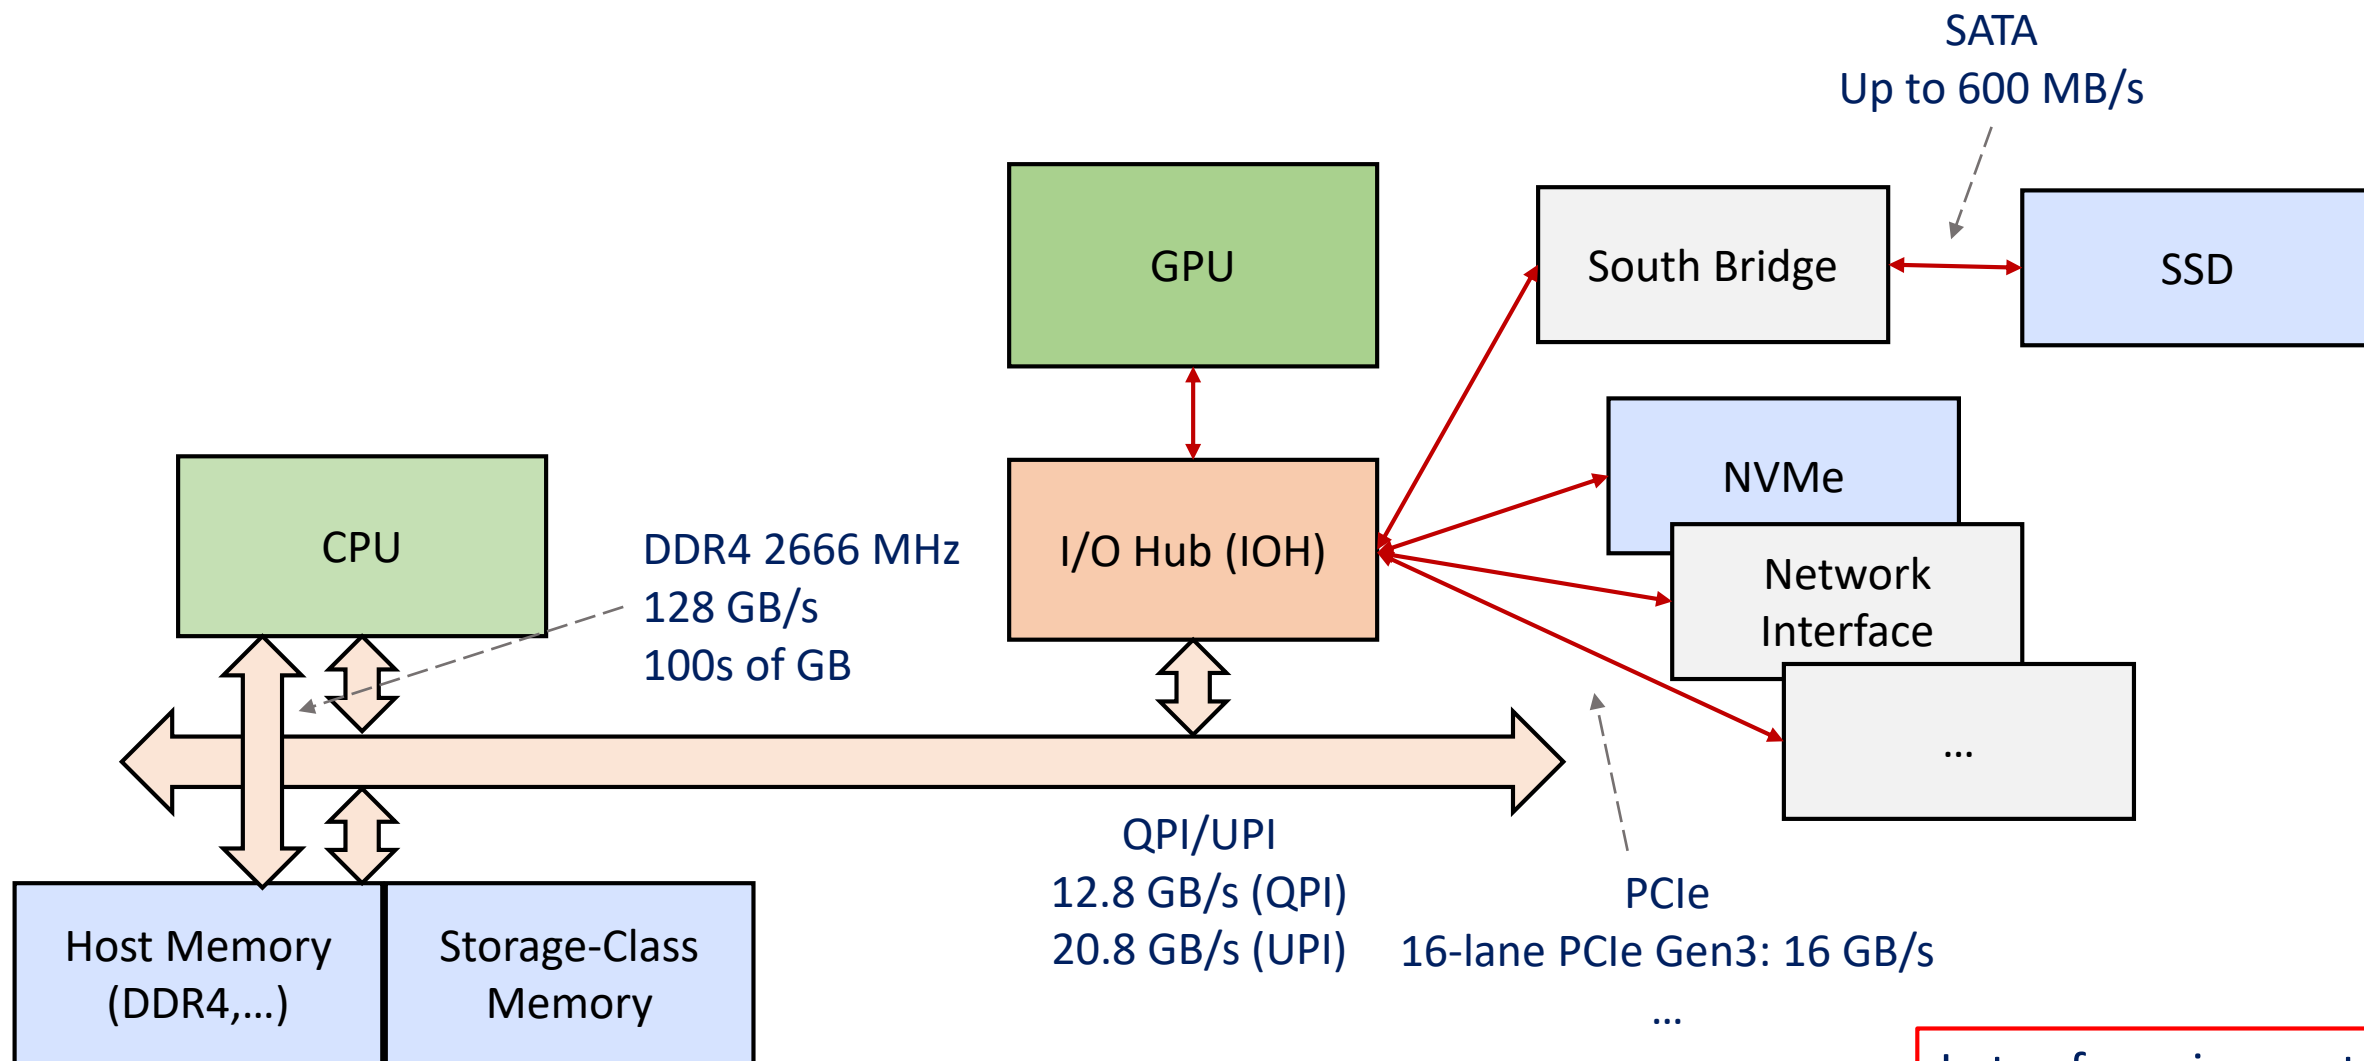 SATA
Up to 600 MB/s
GPU
South Bridge
SSD
NVMe
CPU
DDR4 2666 MHz
128 GB/s
100s of GB
I/O Hub (IOH)
Network
Interface
...
QPI/UPI
12.8 GB/s (QPI)
20.8 GB/s (UPI)
PCIe
16-lane PCIe Gen3: 16 GB/s
...
Host Memory
(DDR4,...)
Storage-Class
Memory